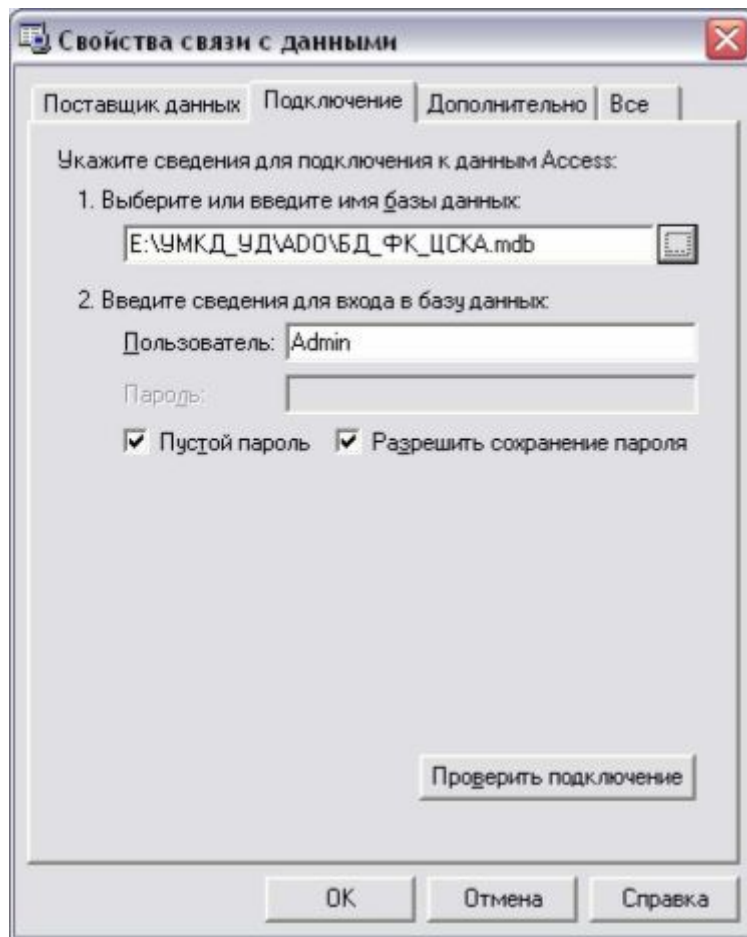 Свойства связи с данными
Поставщик данных Подключение Дополнительно Все
Укажите сведения для подключения к данным Access:
1. Выберите или введите имя базы данных:
E:\УМКД_УД\ADO\БД_ФК_ЦСКА.mdb ...
2. Введите сведения для входа в базу данных:
Пользователь: Admin
Пароль:
Пустой пароль Разрешить сохранение пароля
Проверить подключение
OK Отмена Справка